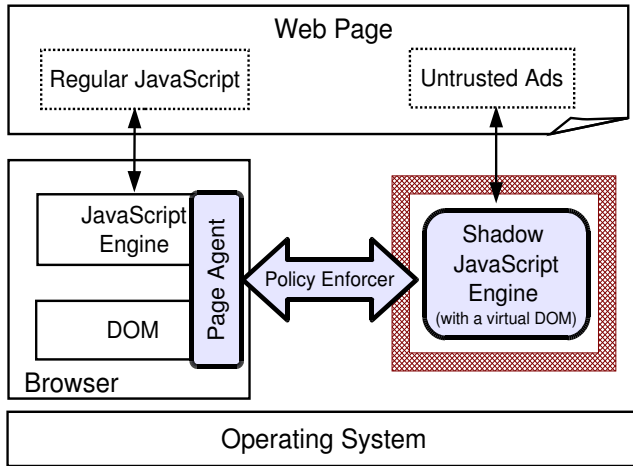 Web Page
Regular JavaScript
Untrusted Ads
JavaScript
Engine
Page Agent
DOM
Browser
Policy Enforcer
Shadow
JavaScript
Engine
(with a virtual DOM)
Operating System